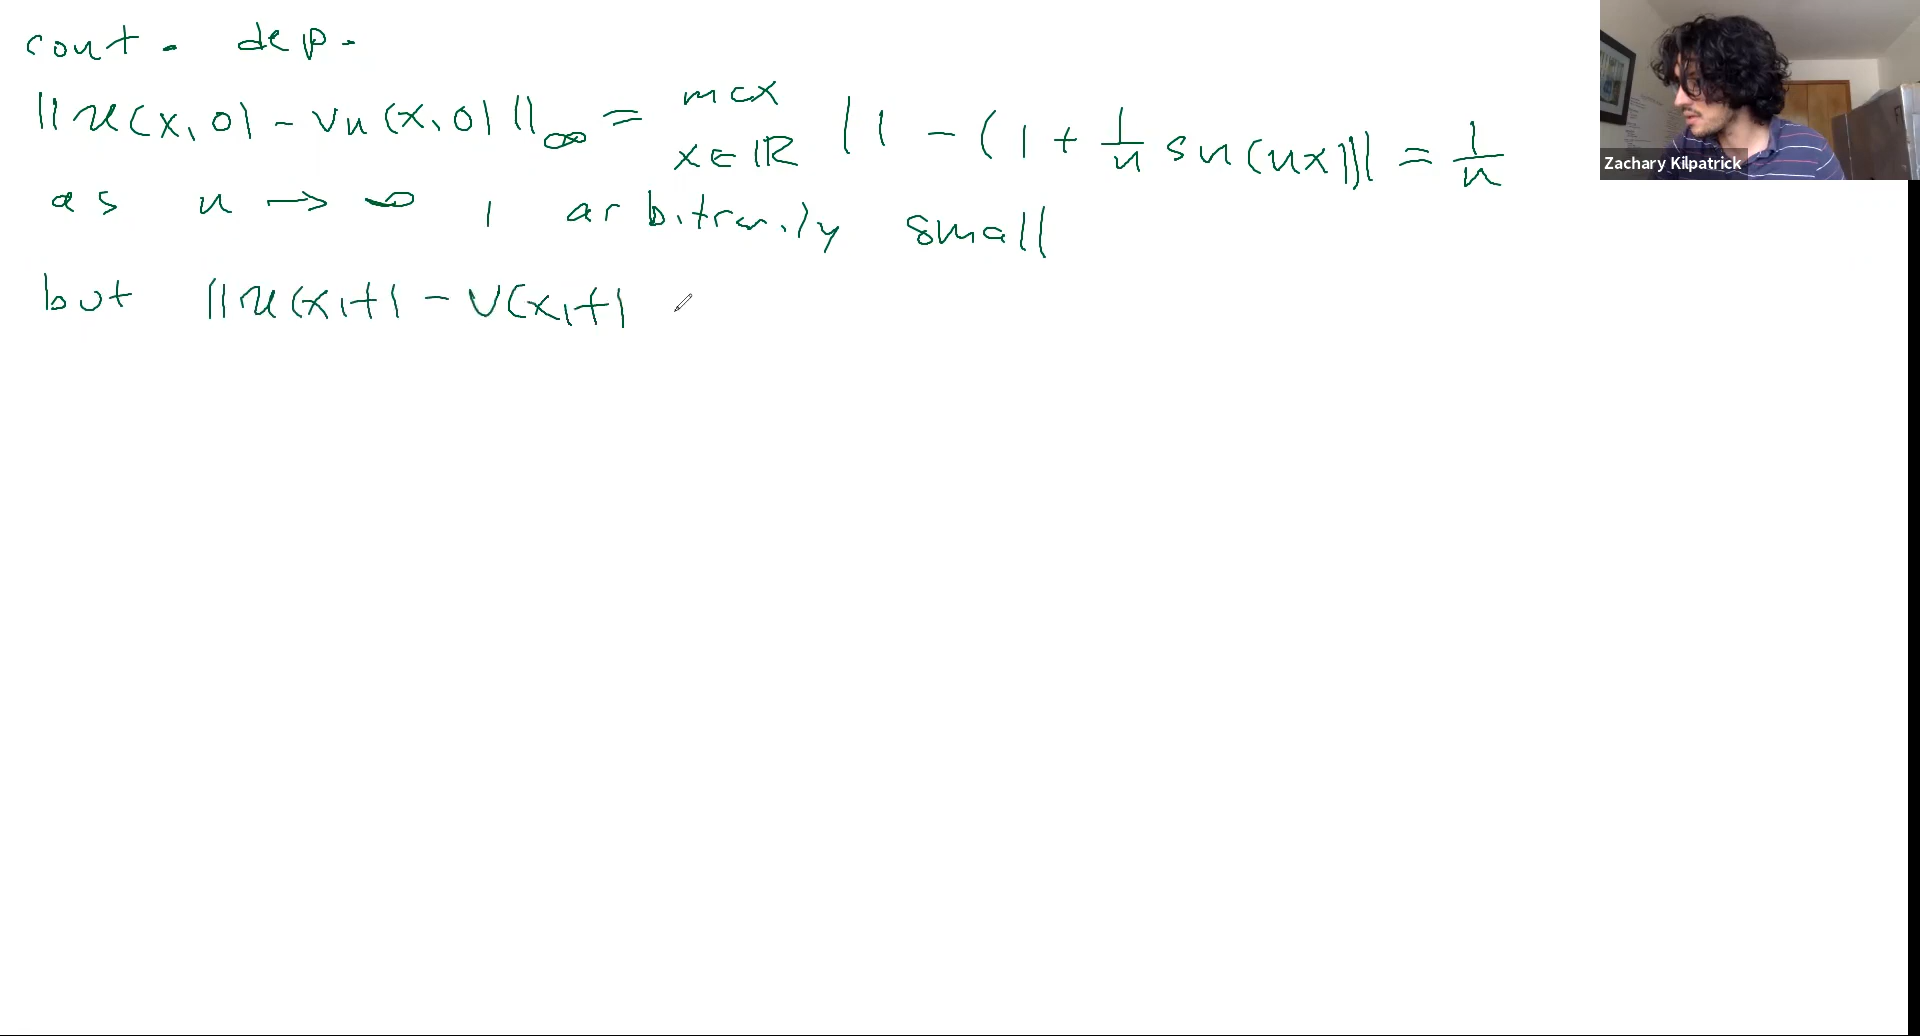 cont. dep.
||u(x,0) - vn(x,0)||∞ = max x∈ℝ |1 - (1 + 1/n sin(nx))| = 1/n
as n → ∞, arbitrarily small
but ||u(x,t) - v(x,t)
Zachary Kilpatrick